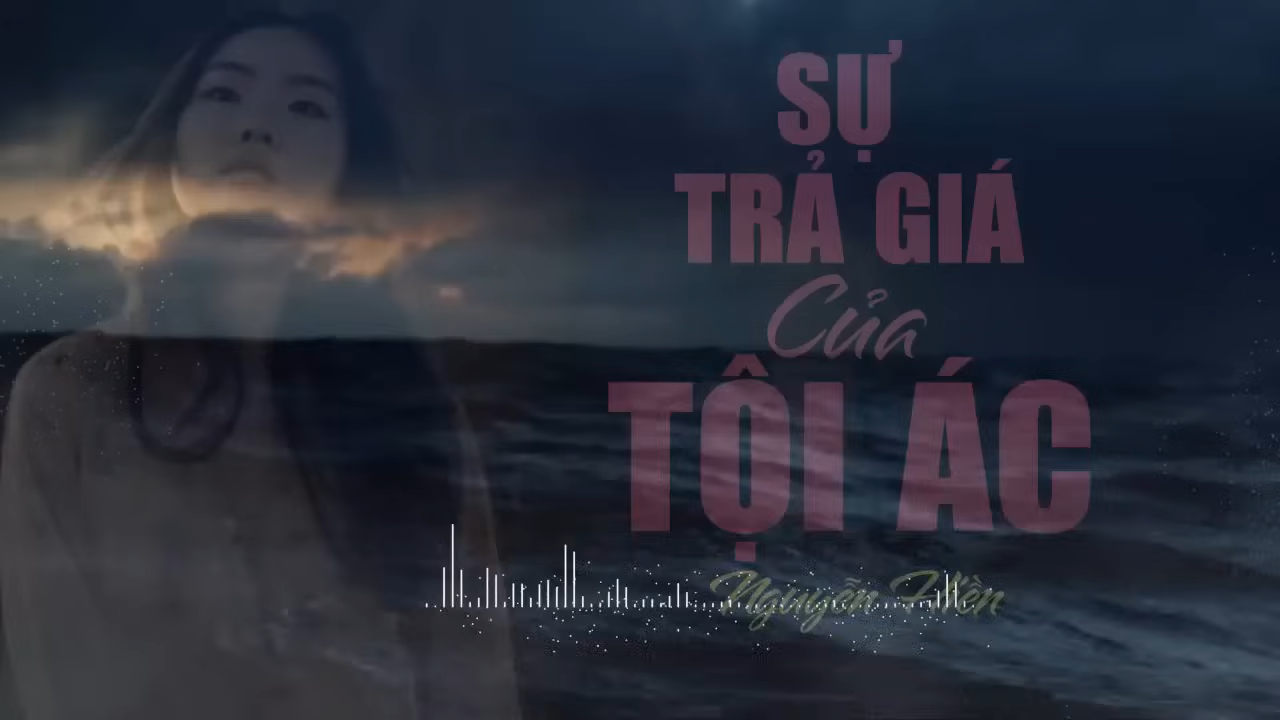 SỰ
TRẢ GIÁ
Của
TỘI ÁC
Nguyễn Hiền